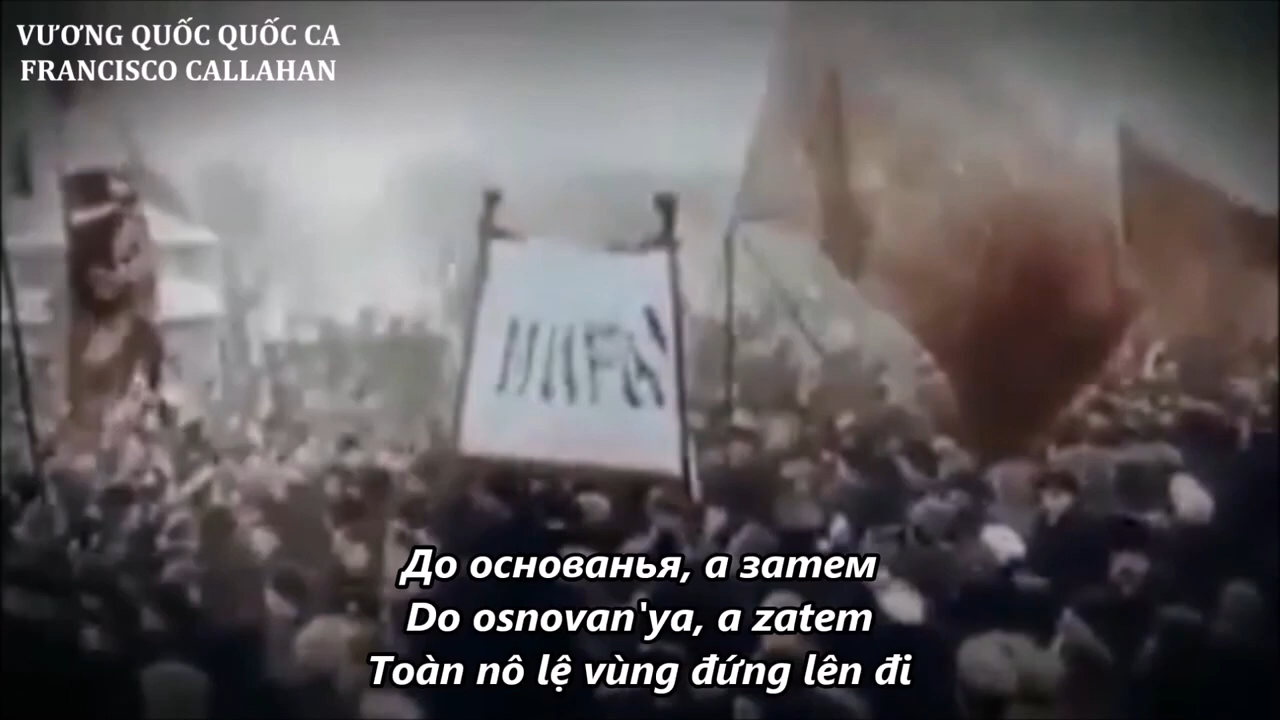 VƯƠNG QUỐC QUỐC CA
FRANCISCO CALLAHAN
До основанья, а затем
Do osnovan'ya, a zatem
Toàn nô lệ vùng đứng lên đi